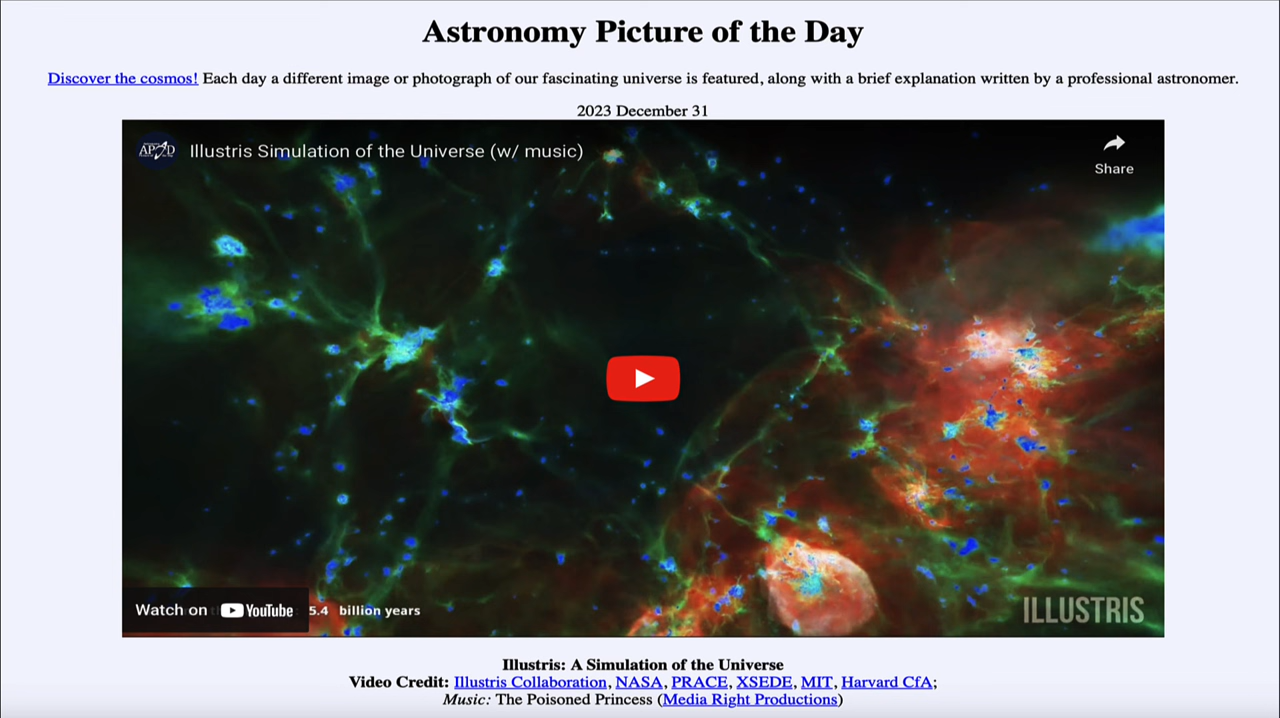 Astronomy Picture of the Day
Discover the cosmos! Each day a different image or photograph of our fascinating universe is featured, along with a brief explanation written by a professional astronomer.
2023 December 31
APOD Illustris Simulation of the Universe (w/ music)
Share
Watch on YouTube 5.4 billion years
ILLUSTRIS
Illustris: A Simulation of the Universe
Video Credit: Illustris Collaboration, NASA, PRACE, XSEDE, MIT, Harvard CfA;
Music: The Poisoned Princess (Media Right Productions)